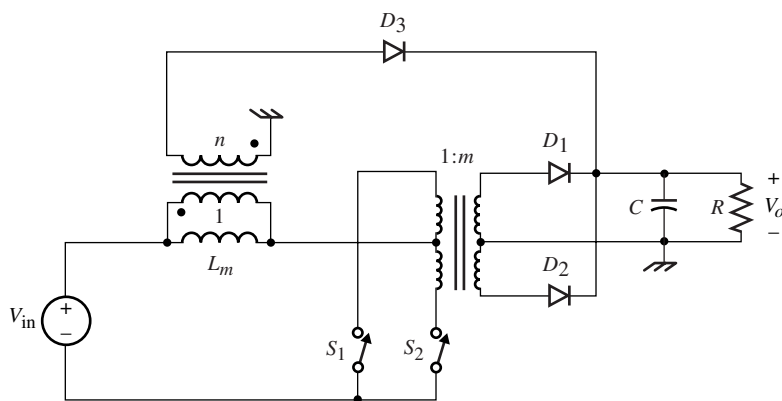 D3
n
1:m
D1
1
C
R
+
Vo
−
Lm
D2
Vin
+
−
S1
S2